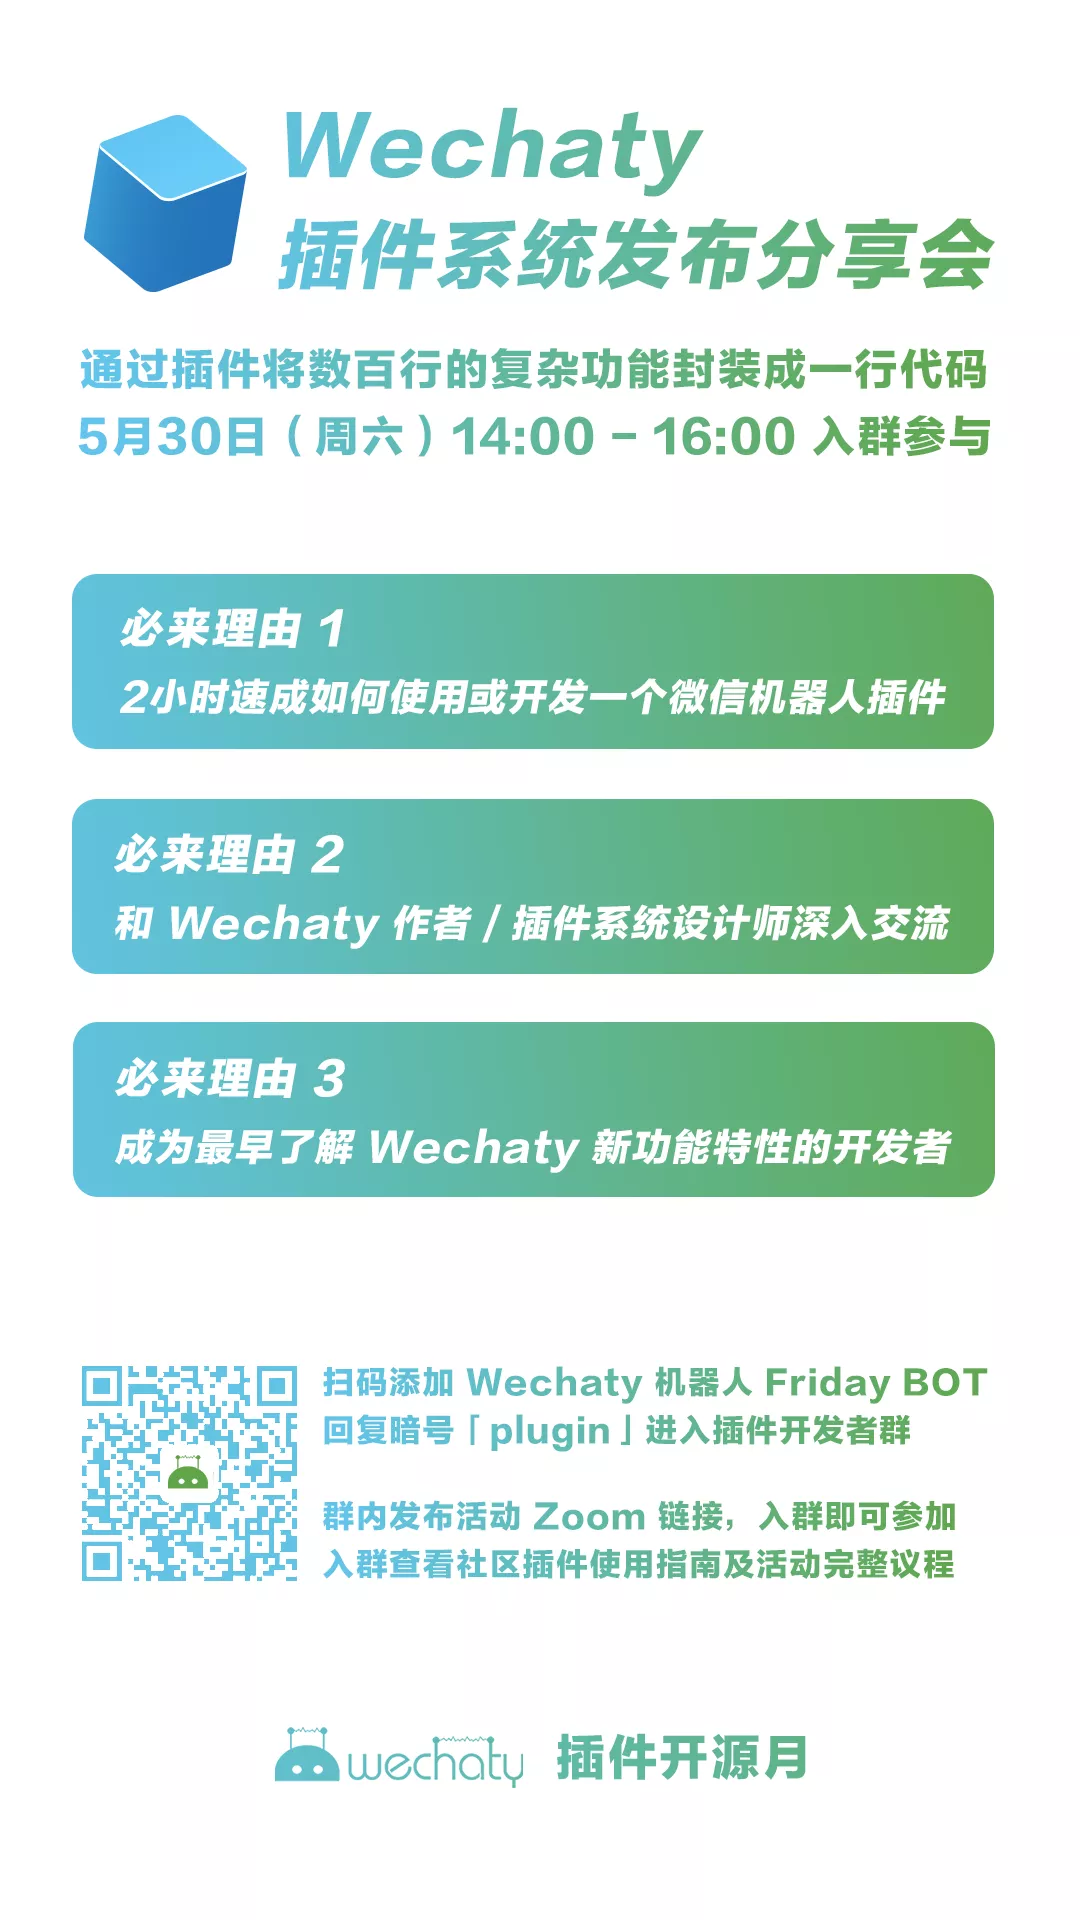 Wechaty
插件系统发布分享会
通过插件将数百行的复杂功能封装成一行代码
5月30日（周六）14:00 - 16:00 入群参与
必来理由 1
2小时速成如何使用或开发一个微信机器人插件
必来理由 2
和 Wechaty 作者 / 插件系统设计师深入交流
必来理由 3
成为最早了解 Wechaty 新功能特性的开发者
扫码添加 Wechaty 机器人 Friday BOT
回复暗号「plugin」进入插件开发者群
群内发布活动 Zoom 链接，入群即可参加
入群查看社区插件使用指南及活动完整议程
wechaty 插件开源月